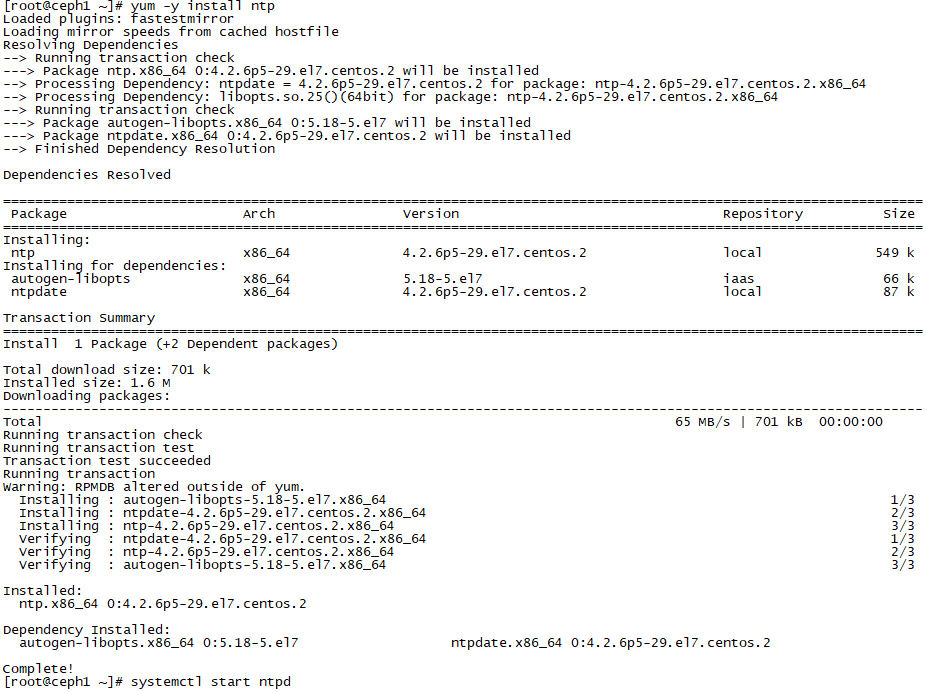 [root@ceph1 ~]# yum -y install ntp
Loaded plugins: fastestmirror
Loading mirror speeds from cached hostfile
Resolving Dependencies
--> Running transaction check
---> Package ntp.x86_64 0:4.2.6p5-29.el7.centos.2 will be installed
--> Processing Dependency: ntpdate = 4.2.6p5-29.el7.centos.2 for package: ntp-4.2.6p5-29.el7.centos.2.x86_64
--> Processing Dependency: libopts.so.25()(64bit) for package: ntp-4.2.6p5-29.el7.centos.2.x86_64
--> Running transaction check
---> Package autogen-libopts.x86_64 0:5.18-5.el7 will be installed
---> Package ntpdate.x86_64 0:4.2.6p5-29.el7.centos.2 will be installed
--> Finished Dependency Resolution

Dependencies Resolved

===================================================================================================================
 Package                      Arch                Version                                 Repository          Size
===================================================================================================================
Installing:
 ntp                          x86_64              4.2.6p5-29.el7.centos.2                 local              549 k
Installing for dependencies:
 autogen-libopts              x86_64              5.18-5.el7                              iaas                66 k
 ntpdate                      x86_64              4.2.6p5-29.el7.centos.2                 local               87 k

Transaction Summary
===================================================================================================================
Install  1 Package (+2 Dependent packages)

Total download size: 701 k
Installed size: 1.6 M
Downloading packages:
-------------------------------------------------------------------------------------------------------------------
Total                                                                               65 MB/s | 701 kB  00:00:00
Running transaction check
Running transaction test
Transaction test succeeded
Running transaction
Warning: RPMDB altered outside of yum.
  Installing : autogen-libopts-5.18-5.el7.x86_64                                                               1/3
  Installing : ntpdate-4.2.6p5-29.el7.centos.2.x86_64                                                          2/3
  Installing : ntp-4.2.6p5-29.el7.centos.2.x86_64                                                              3/3
  Verifying  : ntpdate-4.2.6p5-29.el7.centos.2.x86_64                                                          1/3
  Verifying  : ntp-4.2.6p5-29.el7.centos.2.x86_64                                                              2/3
  Verifying  : autogen-libopts-5.18-5.el7.x86_64                                                               3/3

Installed:
  ntp.x86_64 0:4.2.6p5-29.el7.centos.2

Dependency Installed:
  autogen-libopts.x86_64 0:5.18-5.el7                   ntpdate.x86_64 0:4.2.6p5-29.el7.centos.2

Complete!
[root@ceph1 ~]# systemctl start ntpd